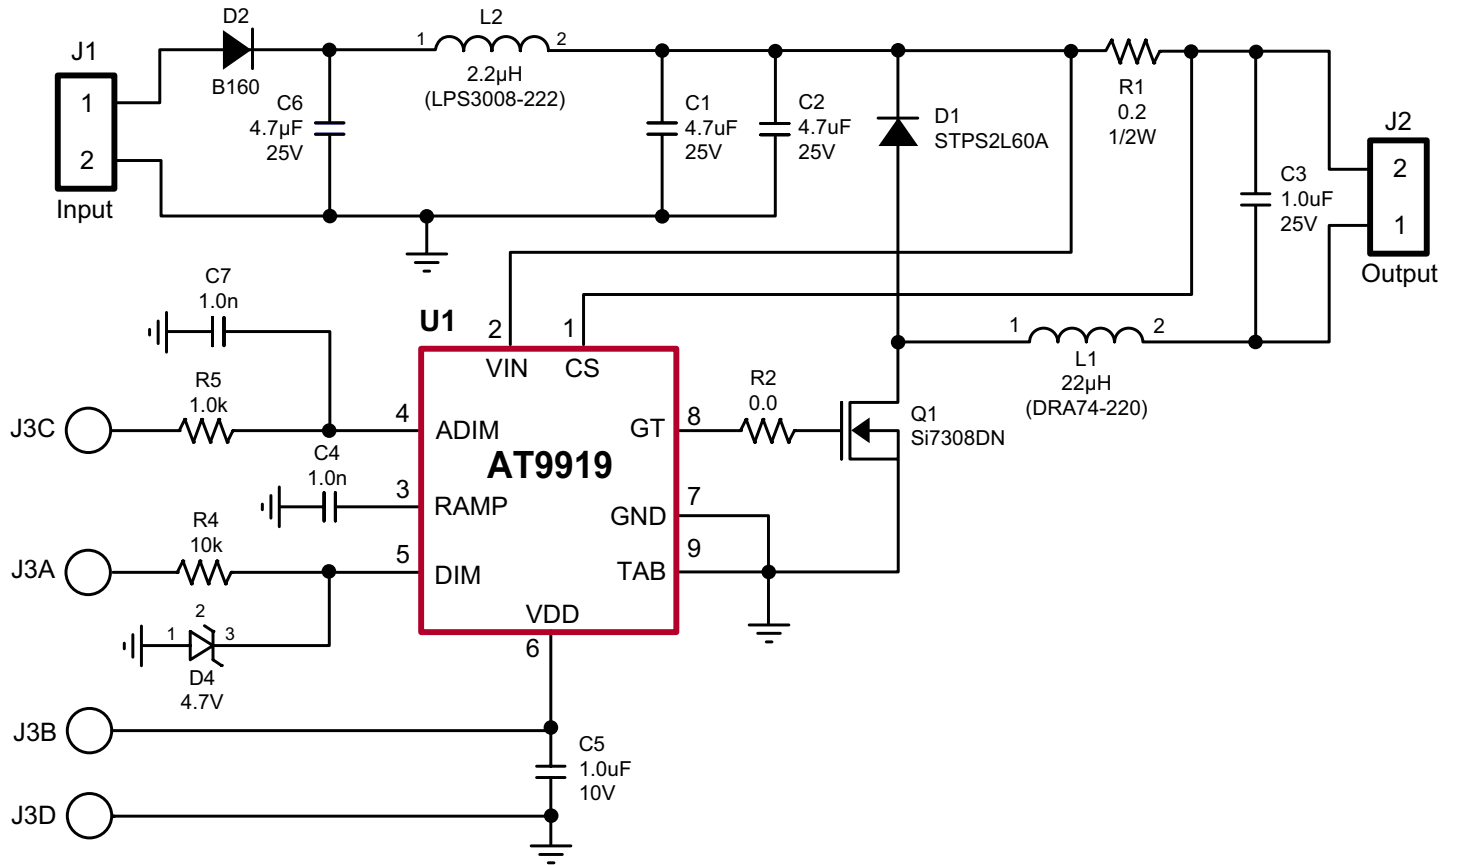 J1
1
2
Input
D2
B160
C6
4.7µF
25V
1
L2
2
2.2µH
(LPS3008-222)
C1
4.7uF
25V
C2
4.7uF
25V
D1
STPS2L60A
R1
0.2
1/2W
J2
2
1
Output
C3
1.0uF
25V
1
2
L1
22µH
(DRA74-220)
C7
1.0n
R5
1.0k
J3C
C4
1.0n
R4
10k
J3A
2
1
3
D4
4.7V
J3B
J3D
U1
2
1
VIN
CS
4
ADIM
3
RAMP
5
DIM
AT9919
GT
8
GND
7
TAB
9
VDD
6
R2
0.0
Q1
Si7308DN
C5
1.0uF
10V